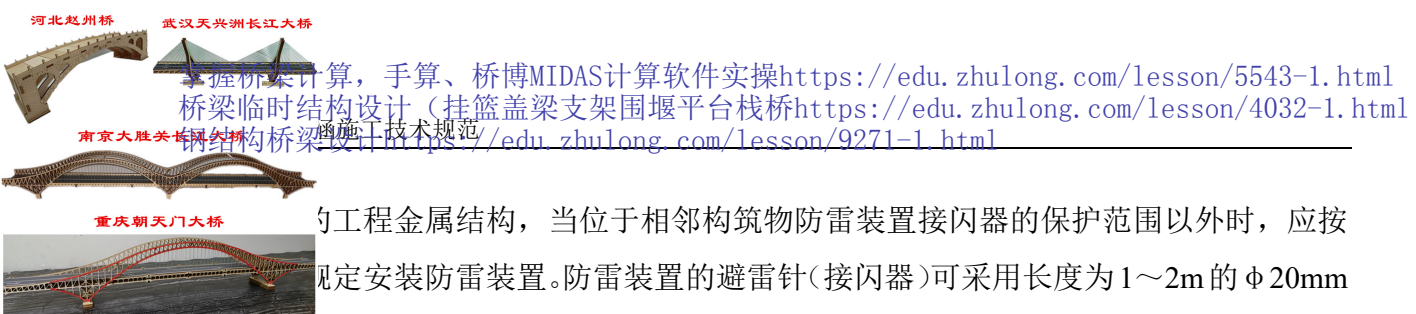 河北赵州桥
武汉天兴洲长江大桥
掌握桥梁计算，手算、桥博MIDAS计算软件实操https://edu.zhulong.com/lesson/5543-1.html
桥梁临时结构设计（挂篮盖梁支架围堰平台栈桥https://edu.zhulong.com/lesson/4032-1.html
南京大胜关长江大桥
钢结构桥梁设计https://edu.zhulong.com/lesson/9271-1.html
涵施工技术规范
重庆朝天门大桥
的工程金属结构，当位于相邻构筑物防雷装置接闪器的保护范围以外时，应按
规定安装防雷装置。防雷装置的避雷针（接闪器）可采用长度为1～2m的φ20mm